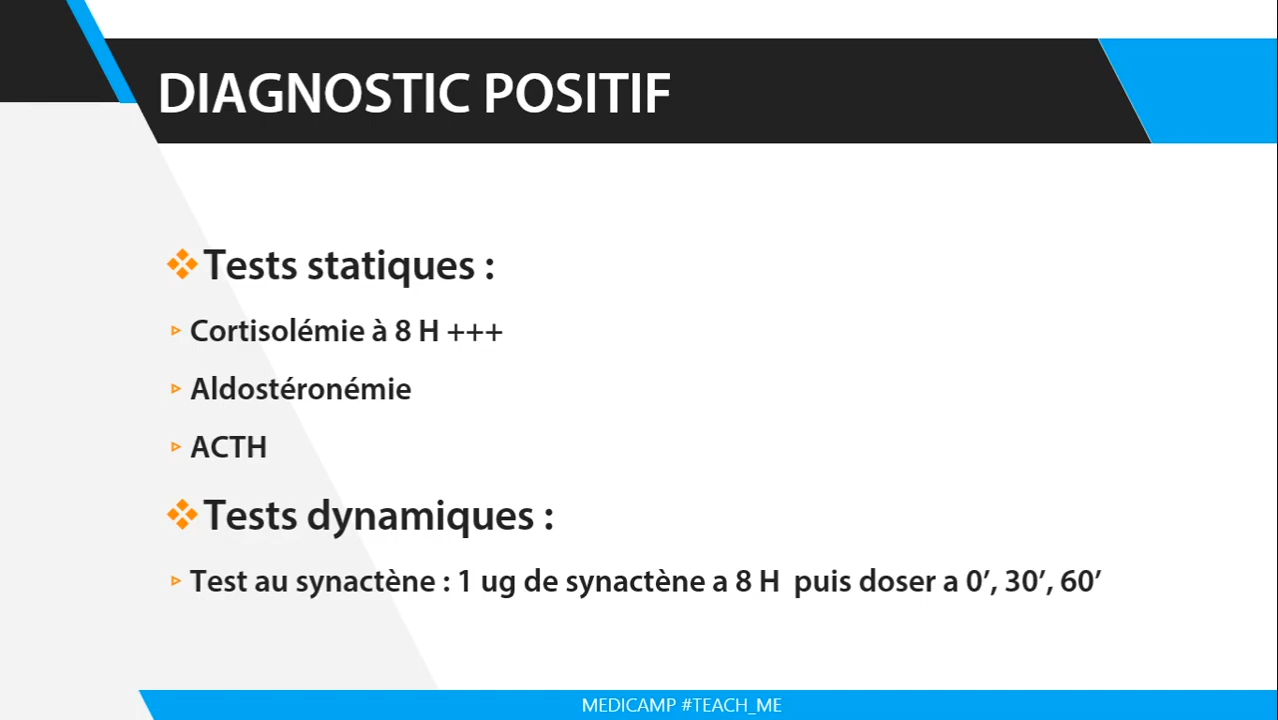 DIAGNOSTIC POSITIF
Tests statiques :
Cortisolémie à 8 H +++
Aldostéronémie
ACTH
Tests dynamiques :
Test au synactène : 1 ug de synactène a 8 H  puis doser a 0’, 30’, 60’
MEDICAMP #TEACH_ME